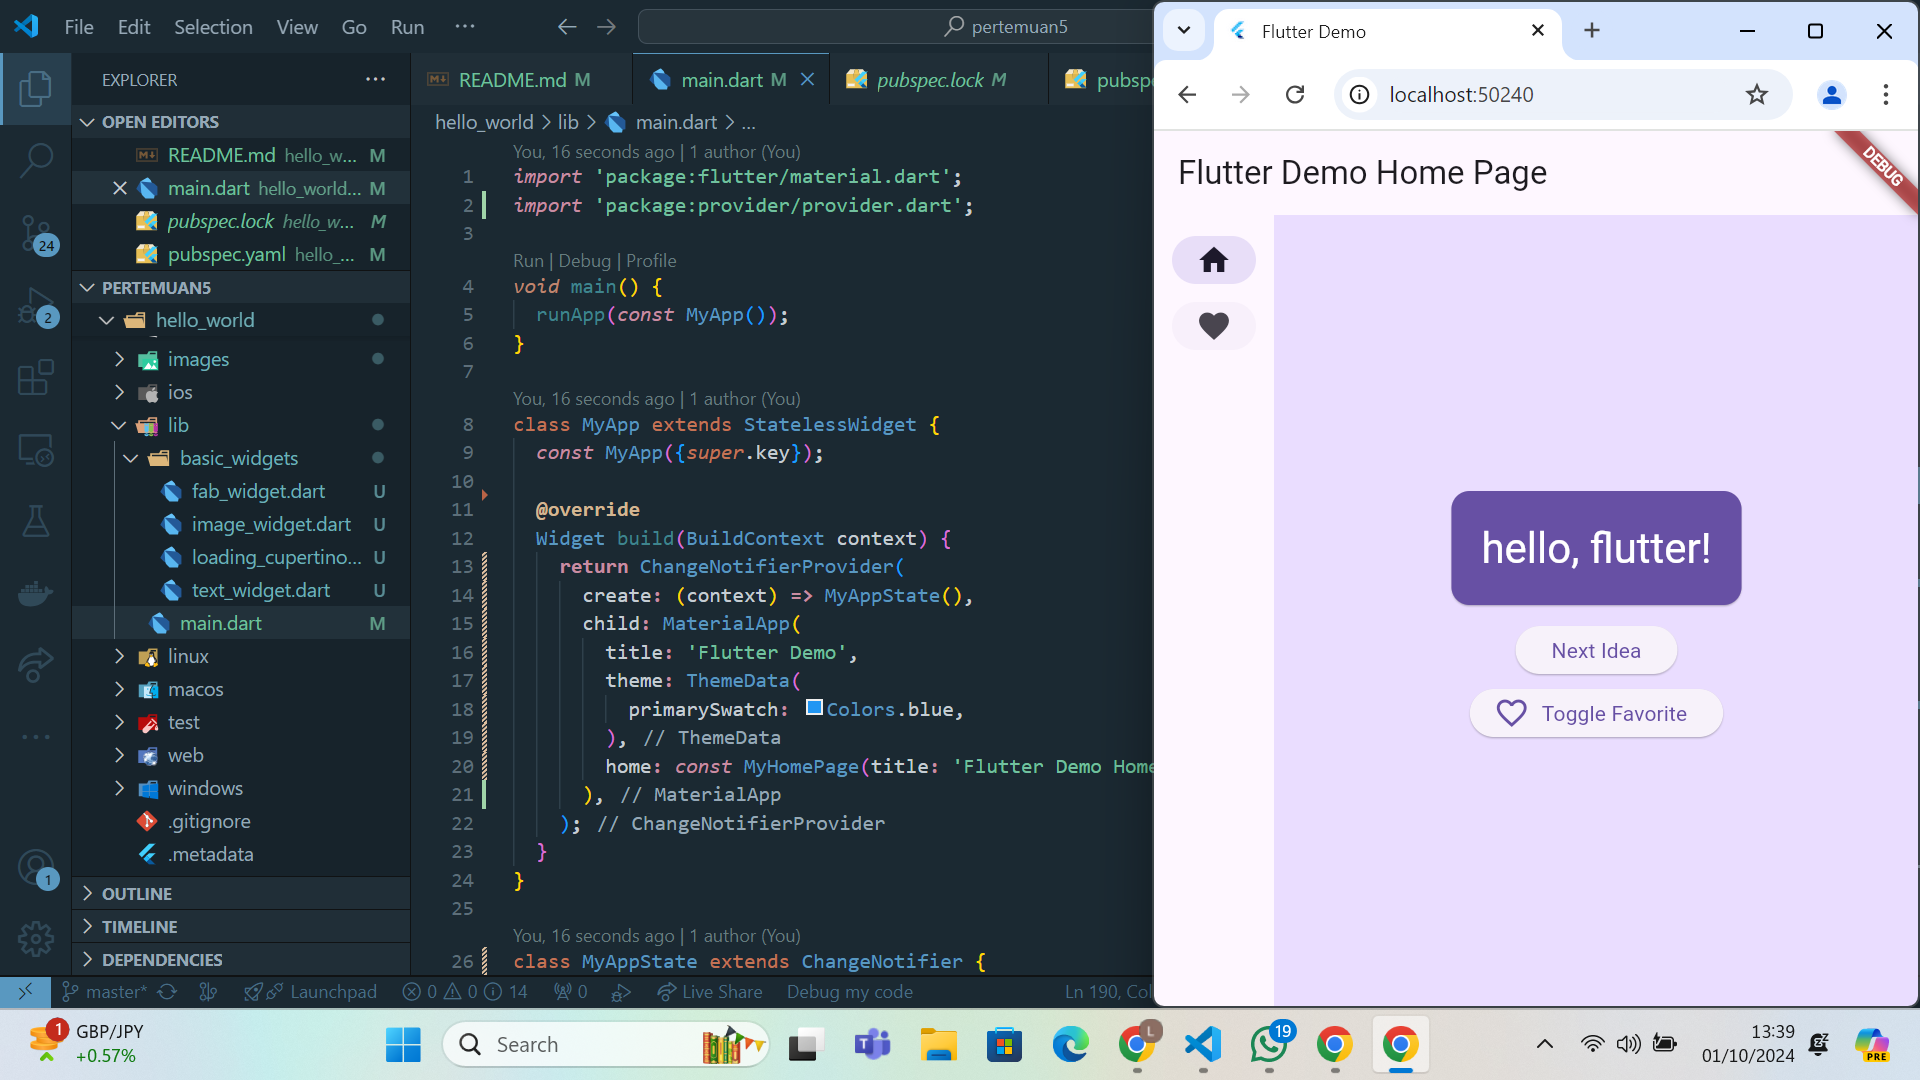 File Edit Selection View Go Run ···
pertemuan5
EXPLORER
OPEN EDITORS
README.md hello_w... M
main.dart hello_world... M
pubspec.lock hello_w... M
pubspec.yaml hello_... M
PERTEMUAN5
hello_world
images
ios
lib
basic_widgets
fab_widget.dart U
image_widget.dart U
loading_cupertino... U
text_widget.dart U
main.dart M
linux
macos
test
web
windows
.gitignore
.metadata
OUTLINE
TIMELINE
DEPENDENCIES
24
2
1
README.md M
main.dart M
pubspec.lock M
pubsp
hello_world > lib > main.dart > ...
You, 16 seconds ago | 1 author (You)
1 import 'package:flutter/material.dart';
2 import 'package:provider/provider.dart';
3
Run | Debug | Profile
4 void main() {
5 runApp(const MyApp());
6 }
7
You, 16 seconds ago | 1 author (You)
8 class MyApp extends StatelessWidget {
9 const MyApp({super.key});
10
11 @override
12 Widget build(BuildContext context) {
13 return ChangeNotifierProvider(
14 create: (context) => MyAppState(),
15 child: MaterialApp(
16 title: 'Flutter Demo',
17 theme: ThemeData(
18 primarySwatch: Colors.blue,
19 ), // ThemeData
20 home: const MyHomePage(title: 'Flutter Demo Home
21 ), // MaterialApp
22 ); // ChangeNotifierProvider
23 }
24 }
25
You, 16 seconds ago | 1 author (You)
26 class MyAppState extends ChangeNotifier {
master* Launchpad 0 0 14 0 Live Share Debug my code Ln 190, Col
Flutter Demo
localhost:50240
Flutter Demo Home Page
DEBUG
hello, flutter!
Next Idea
Toggle Favorite
1
GBP/JPY
+0.57%
Search
L
19
13:39
01/10/2024
PRE